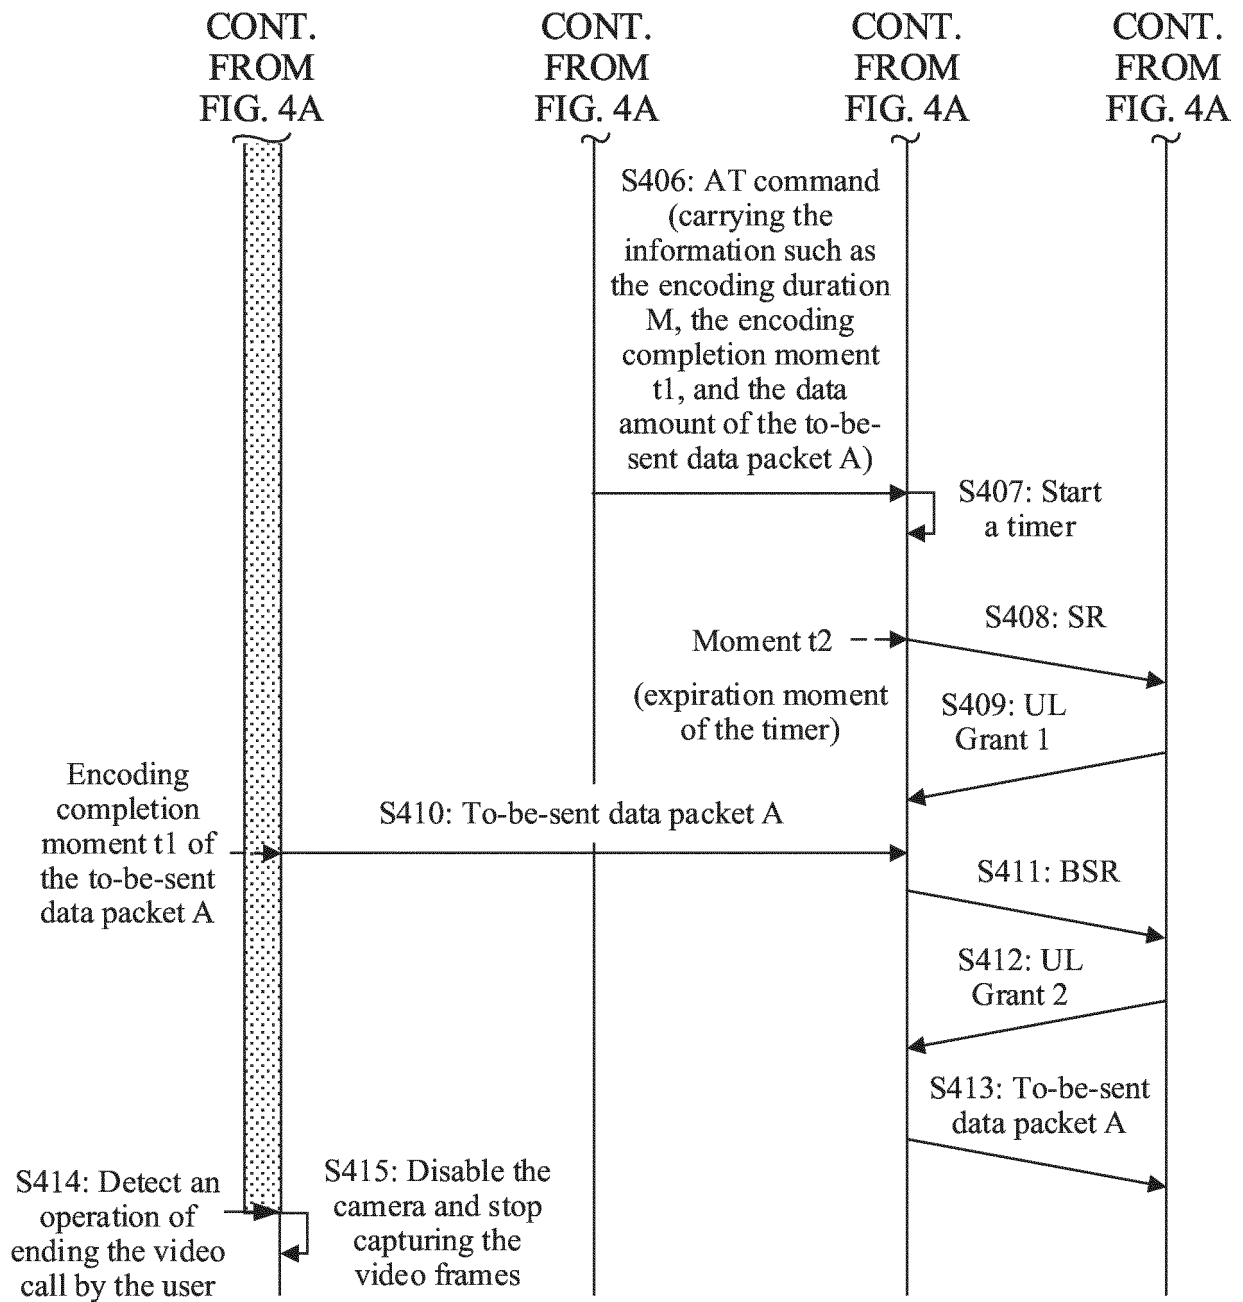 CONT.
FROM
FIG. 4A
CONT.
FROM
FIG. 4A
CONT.
FROM
FIG. 4A
CONT.
FROM
FIG. 4A
S406: AT command
(carrying the
information such as
the encoding duration
M, the encoding
completion moment
t1, and the data
amount of the to-be-
sent data packet A)
S407: Start
a timer
S408: SR
Moment t2
(expiration moment
of the timer)
S409: UL
Grant 1
Encoding
completion
moment t1 of
the to-be-sent
data packet A
S410: To-be-sent data packet A
S411: BSR
S412: UL
Grant 2
S413: To-be-sent
data packet A
S414: Detect an
operation of
ending the video
call by the user
S415: Disable the
camera and stop
capturing the
video frames